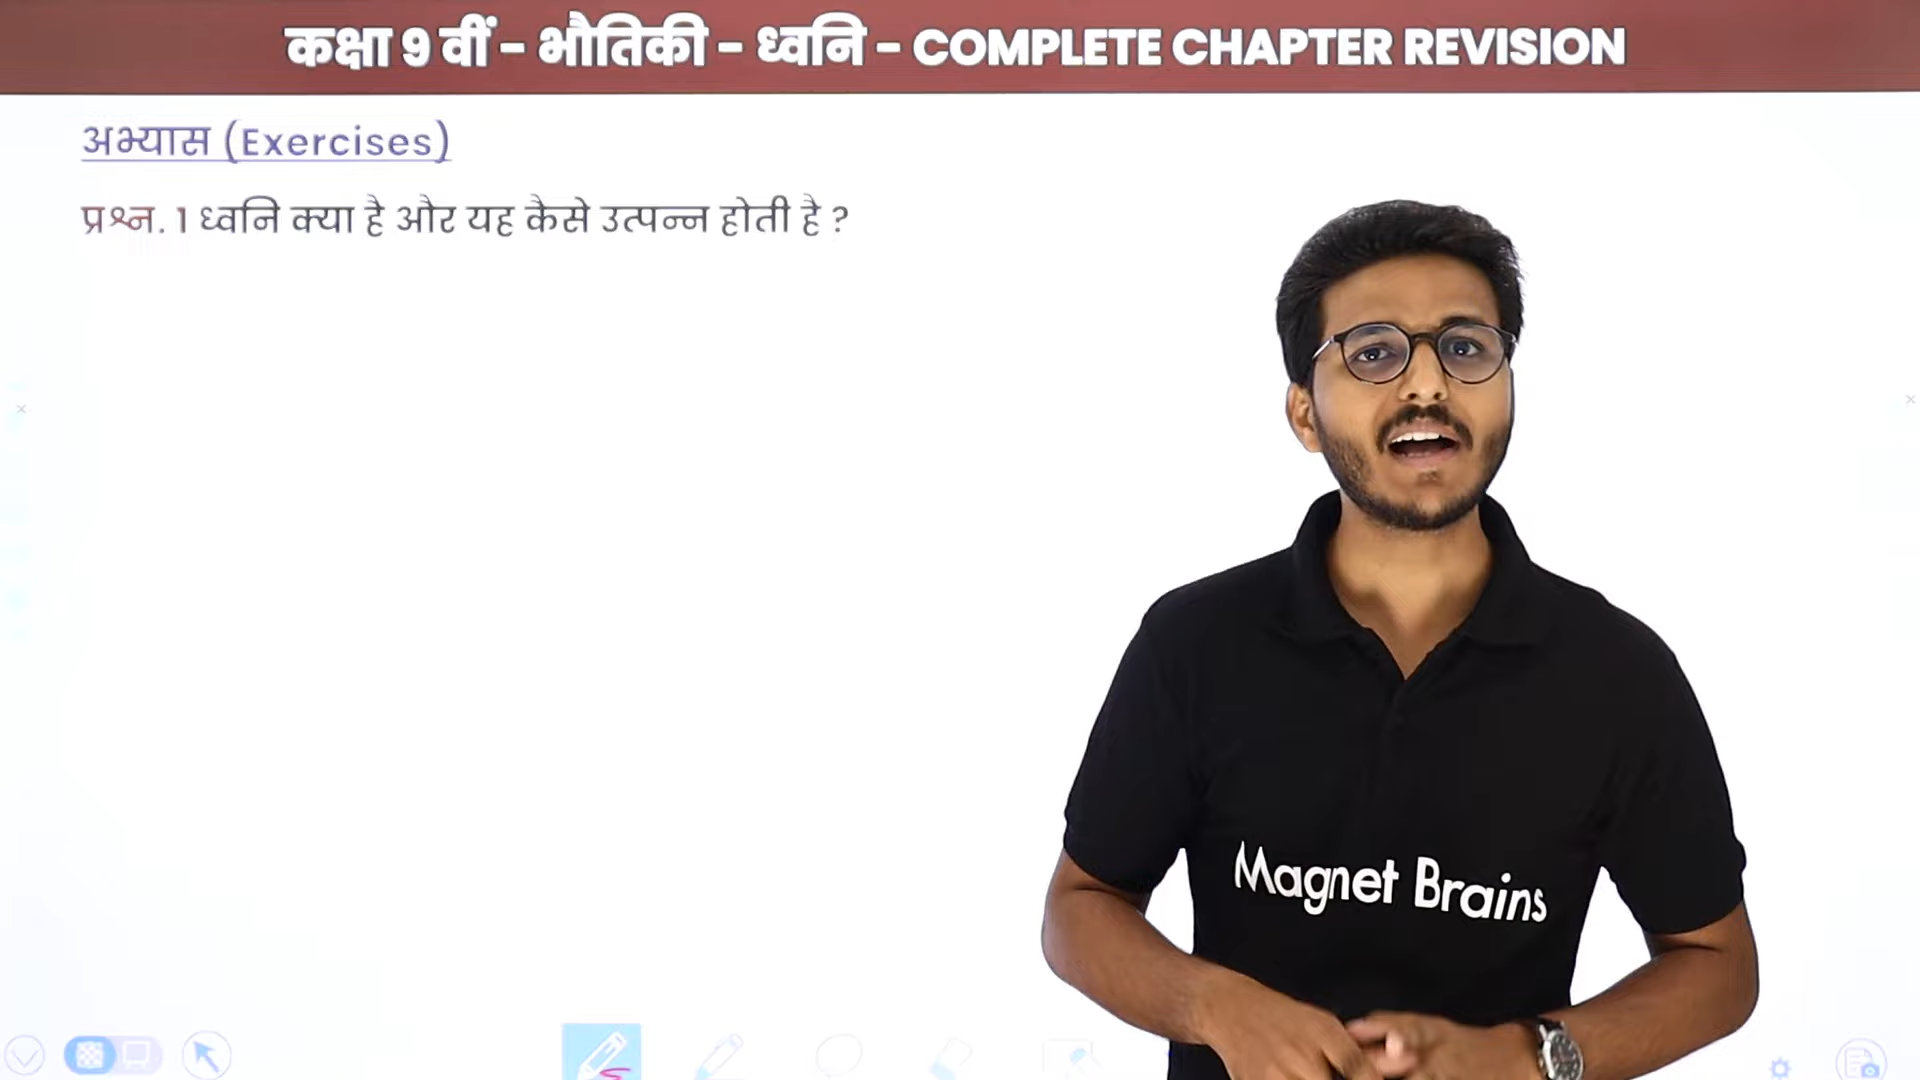 कक्षा 9 वीं - भौतिकी - ध्वनि - COMPLETE CHAPTER REVISION
अभ्यास (Exercises)
प्रश्न. 1 ध्वनि क्या है और यह कैसे उत्पन्न होती है ?
Magnet Brains